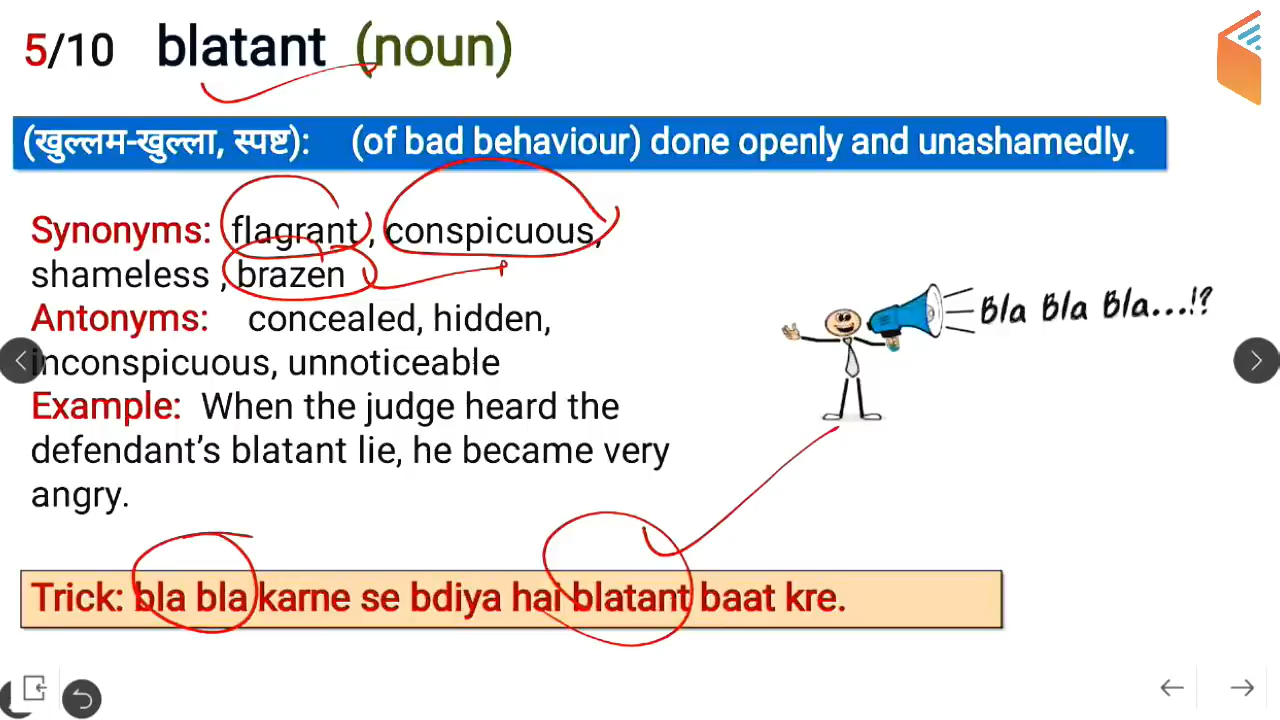 5/10 blatant (noun)
(खुल्लम-खुल्ला, स्पष्ट): (of bad behaviour) done openly and unashamedly.
Synonyms: flagrant , conspicuous,
shameless , brazen
Antonyms: concealed, hidden,
inconspicuous, unnoticeable
Example: When the judge heard the
defendant's blatant lie, he became very
angry.
Bla Bla Bla...!?
Trick: bla bla karne se bdiya hai blatant baat kre.